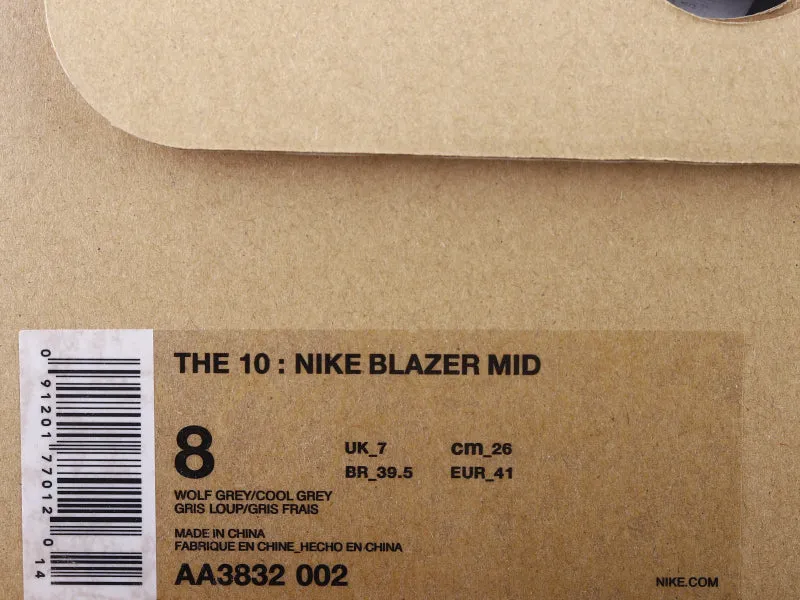 THE 10 : NIKE BLAZER MID
8
UK_7 cm_26
BR_39.5 EUR_41
WOLF GREY/COOL GREY
GRIS LOUP/GRIS FRAIS
MADE IN CHINA
FABRIQUE EN CHINE_HECHO EN CHINA
AA3832 002
NIKE.COM
0 91201 77012 0 14